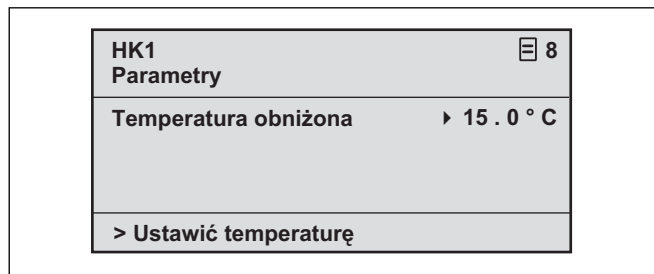 HK1 8
Parametry
Temperatura obniżona 15 . 0 ° C
> Ustawić temperaturę